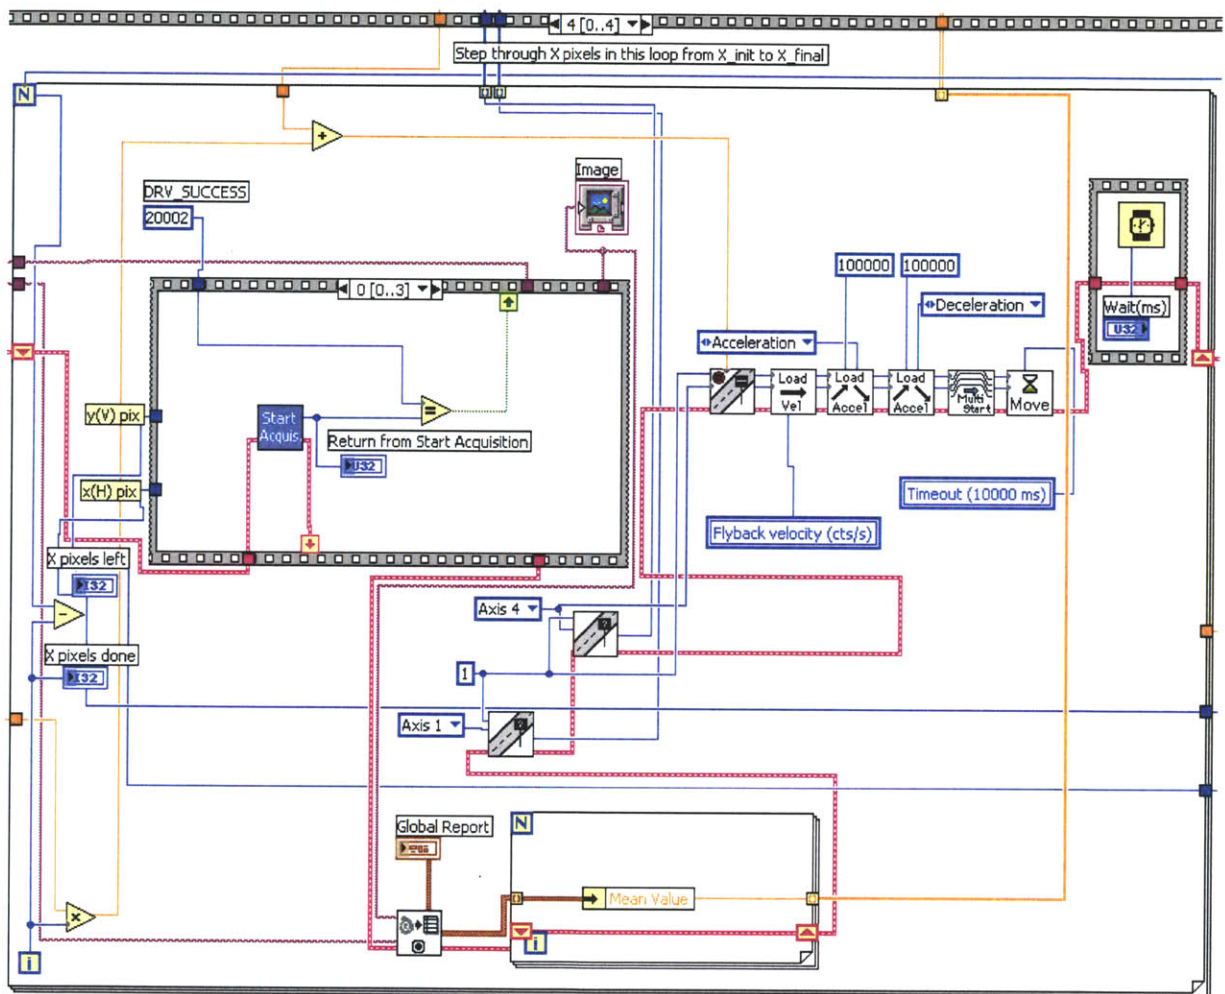 4 [0..4]
Step through X pixels in this loop from X_init to X_final
N
+
Image
DRV_SUCCESS
20002
100000
100000
0 [0..3]
Deceleration
Wait(ms)
U32
Acceleration
Load
Vel
Load
Accel
Load
Accel
Multi
Start
Move
y(V) pix
Start
Acquis
=
Return from Start Acquisition
U32
x(H) pix
Timeout (10000 ms)
Flyback velocity (cts/s)
X pixels left
I32
-
Axis 4
X pixels done
I32
1
Axis 1
Global Report
N
Mean Value
x
i
i